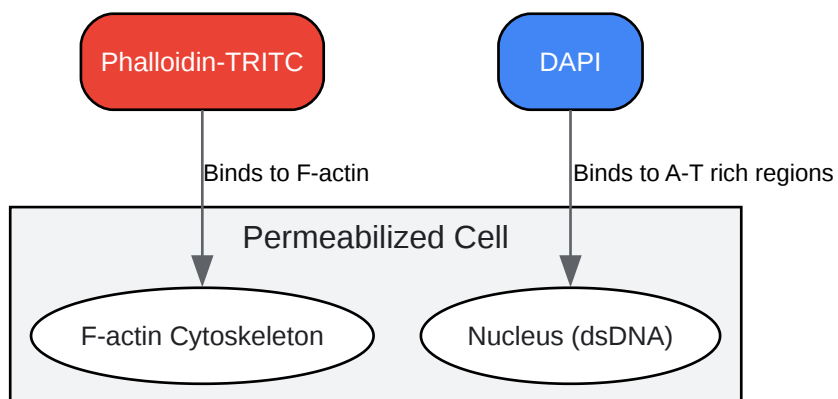 Phalloidin-TRITC
DAPI
Binds to F-actin
Binds to A-T rich regions
Permeabilized Cell
F-actin Cytoskeleton
Nucleus (dsDNA)